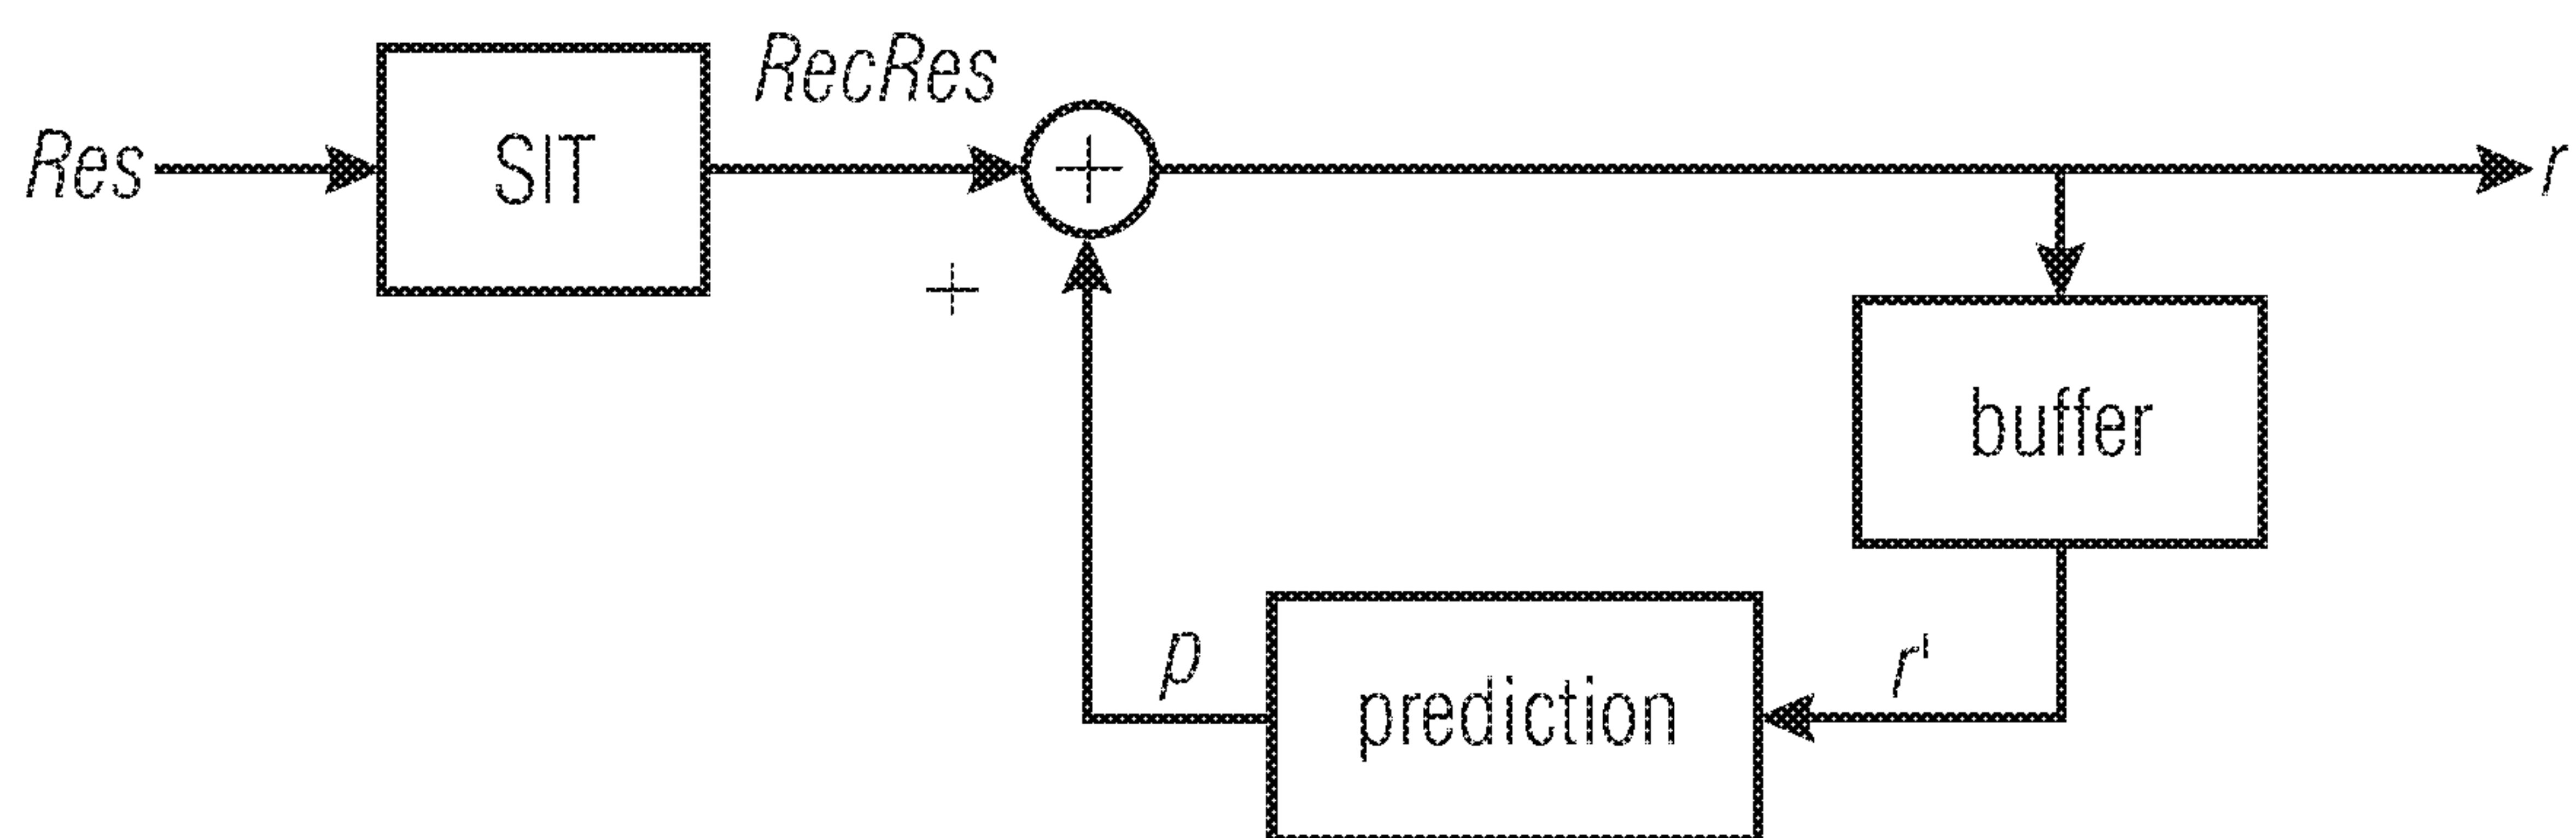 RecRes
Res
SIT
+
r
+
buffer
p
r'
prediction